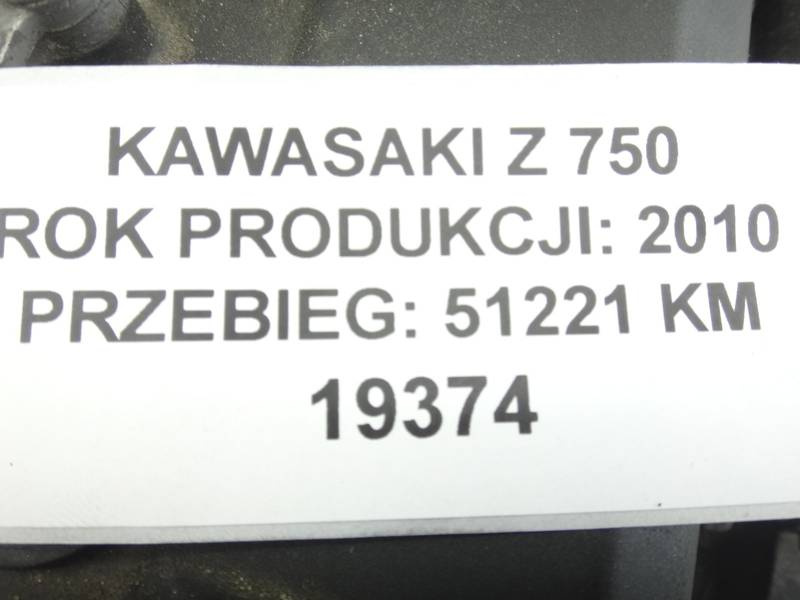 KAWASAKI Z 750
ROK PRODUKCJI: 2010
PRZEBIEG: 51221 KM
19374